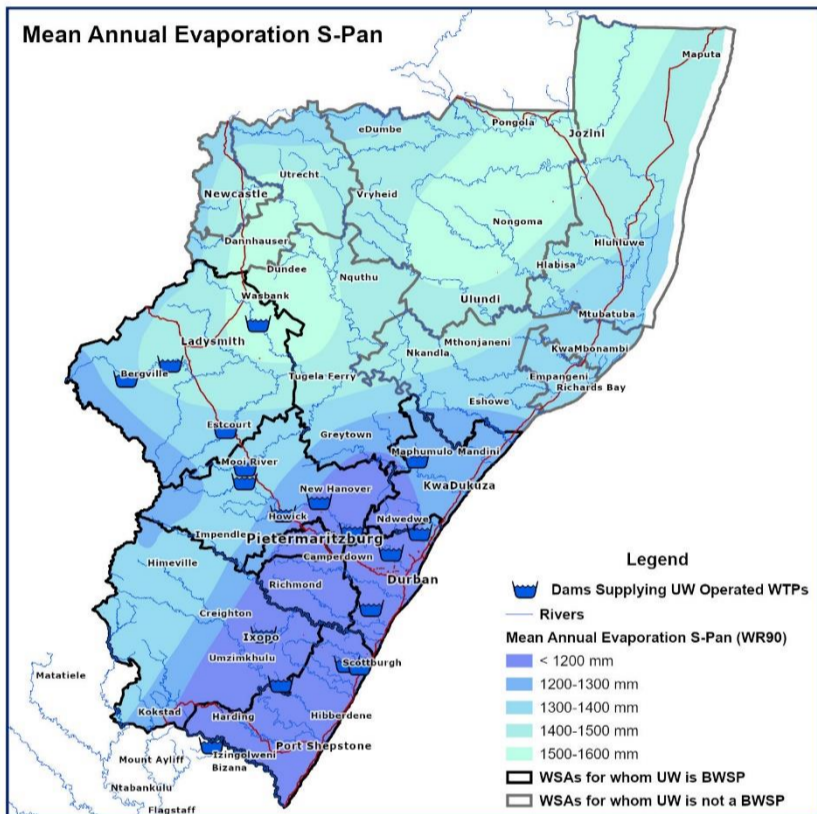 Mean Annual Evaporation S-Pan
Maputa
Pongola
Jozini
eDumbe
Utrecht
Newcastle
Vryheid
Nongoma
Dannhauser
Hluhluwe
Dundee
Hlabisa
Nquthu
Wasbank
Ulundi
Mtubatuba
Ladysmith
Mthonjaneni
Nkandla
KwaMbonambi
Bergville
Tugela Ferry
Empangeni
Richards Bay
Eshowe
Estcourt
Greytown
Maphumulo
Mandini
Mooi River
KwaDukuza
New Hanover
Howick
Ndwedwe
Impendle
Pietermaritzburg
Himeville
Camperdown
Durban
Richmond
Creighton
Ixopo
Umzimkhulu
Scottburgh
Matatiele
Kokstad
Harding
Hibberdene
Port Shepstone
Mount Ayliff
Izingolweni
Bizana
Ntabankulu
Flagstaff
Legend
Dams Supplying UW Operated WTPs
Rivers
Mean Annual Evaporation S-Pan (WR90)
< 1200 mm
1200-1300 mm
1300-1400 mm
1400-1500 mm
1500-1600 mm
WSAs for whom UW is BWSP
WSAs for whom UW is not a BWSP